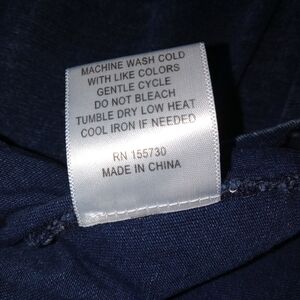 MACHINE WASH COLD
WITH LIKE COLORS
GENTLE CYCLE
DO NOT BLEACH
TUMBLE DRY LOW HEAT
COOL IRON IF NEEDED
RN 155730
MADE IN CHINA